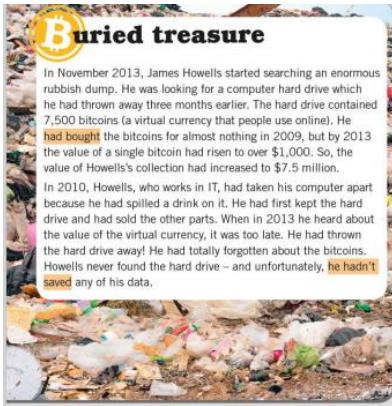 Buried treasure
In November 2013, James Howells started searching an enormous
rubbish dump. He was looking for a computer hard drive which
he had thrown away three months earlier. The hard drive contained
7,500 bitcoins (a virtual currency that people use online). He
had bought the bitcoins for almost nothing in 2009, but by 2013
the value of a single bitcoin had risen to over $1,000. So, the
value of Howells's collection had increased to $7.5 million.
In 2010, Howells, who works in IT, had taken his computer apart
because he had spilled a drink on it. He had first kept the hard
drive and had sold the other parts. When in 2013 he heard about
the value of the virtual currency, it was too late. He had thrown
the hard drive away! He had totally forgotten about the bitcoins.
Howells never found the hard drive – and unfortunately, he hadn't
saved any of his data.